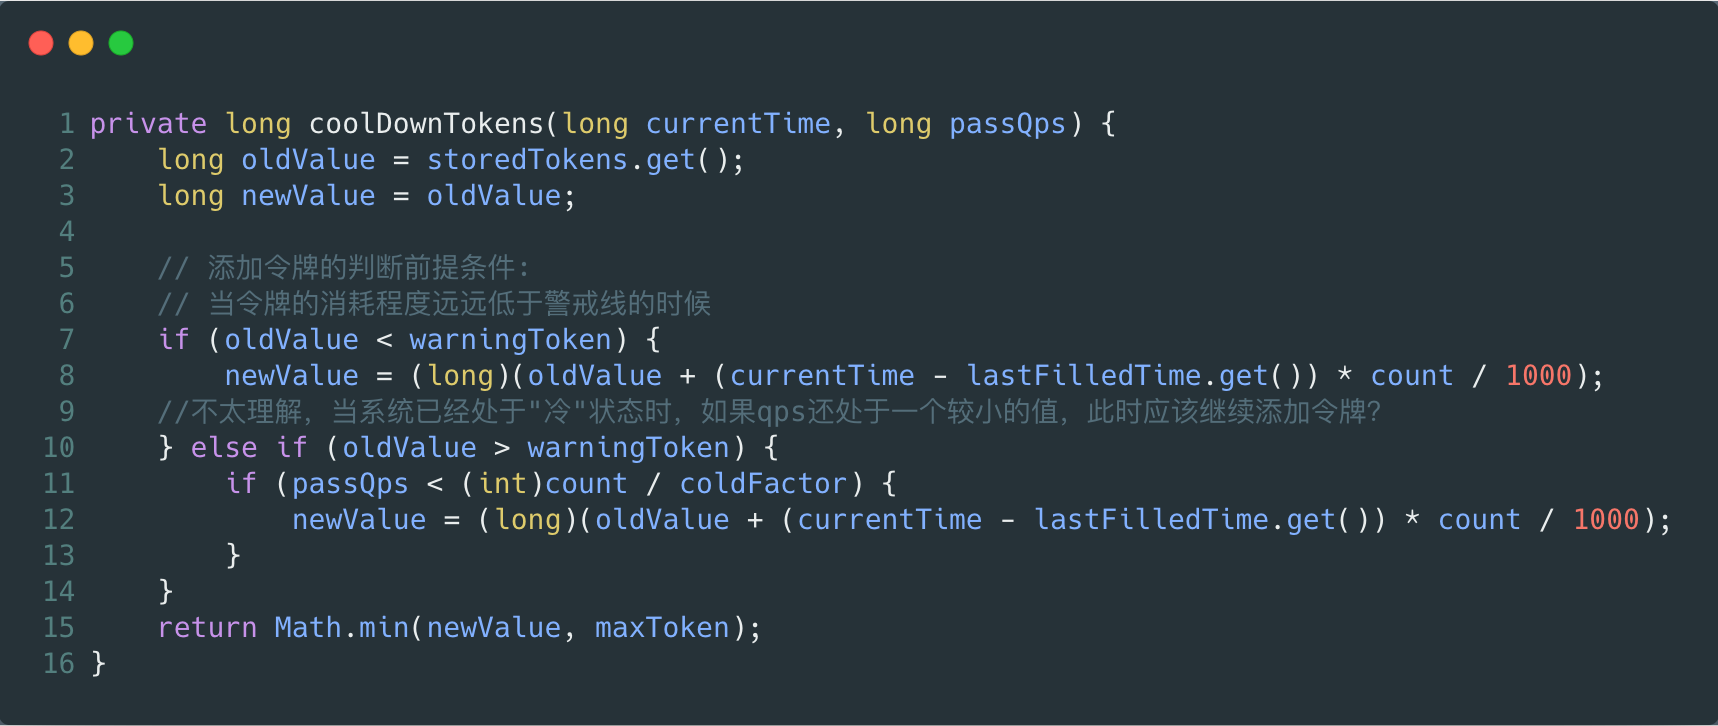 1 private long coolDownTokens(long currentTime, long passQps) {
2     long oldValue = storedTokens.get();
3     long newValue = oldValue;
4
5     // 添加令牌的判断前提条件:
6     // 当令牌的消耗程度远远低于警戒线的时候
7     if (oldValue < warningToken) {
8         newValue = (long)(oldValue + (currentTime - lastFilledTime.get()) * count / 1000);
9     //不太理解，当系统已经处于"冷"状态时，如果qps还处于一个较小的值，此时应该继续添加令牌？
10     } else if (oldValue > warningToken) {
11         if (passQps < (int)count / coldFactor) {
12             newValue = (long)(oldValue + (currentTime - lastFilledTime.get()) * count / 1000);
13         }
14     }
15     return Math.min(newValue, maxToken);
16 }